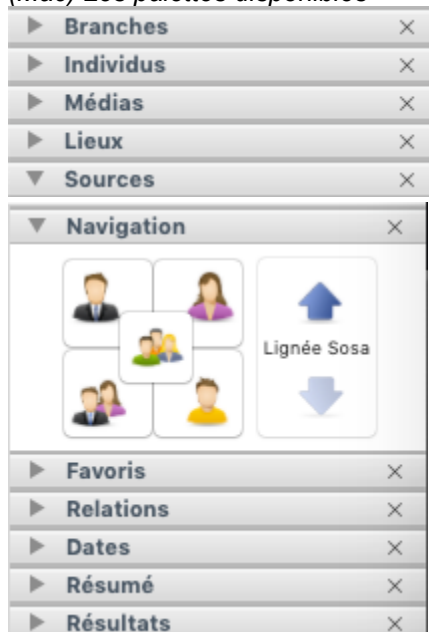 (Mac) Les palettes disponibles
Branches
Individus
Médias
Lieux
Sources
Navigation
Lignée Sosa
Favoris
Relations
Dates
Résumé
Résultats